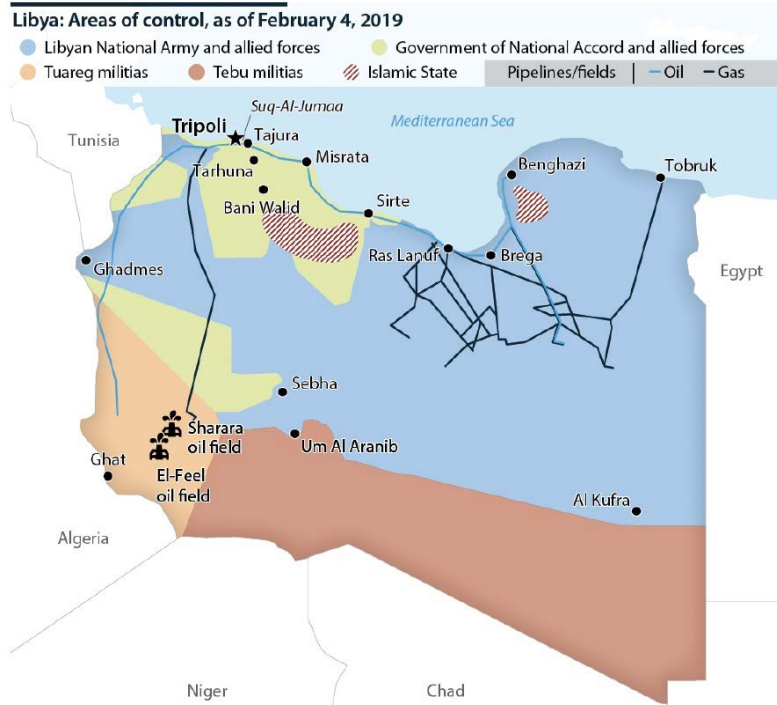 Libya: Areas of control, as of February 4, 2019
Libyan National Army and allied forces
Government of National Accord and allied forces
Tuareg militias
Tebu militias
Islamic State
Pipelines/fields
Oil
Gas
Suq-Al-Jumaa
Tunisia
Tripoli
Tajura
Mediterranean Sea
Tarhuna
Misrata
Benghazi
Tobruk
Bani Walid
Sirte
Ras Lanuf
Brega
Ghadmes
Egypt
Sebha
Sharara
oil field
Um Al Aranib
Ghat
El-Feel
oil field
Al Kufra
Algeria
Niger
Chad